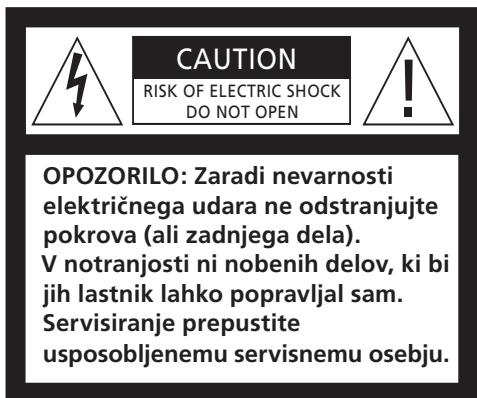 CAUTION
RISK OF ELECTRIC SHOCK
DO NOT OPEN
OPOZORILO: Zaradi nevarnosti
električnega udara ne odstranjujte
pokrova (ali zadnjega dela).
V notranjosti ni nobenih delov, ki bi
jih lastnik lahko popravljal sam.
Servisiranje prepustite
usposobljenemu servisnemu osebju.